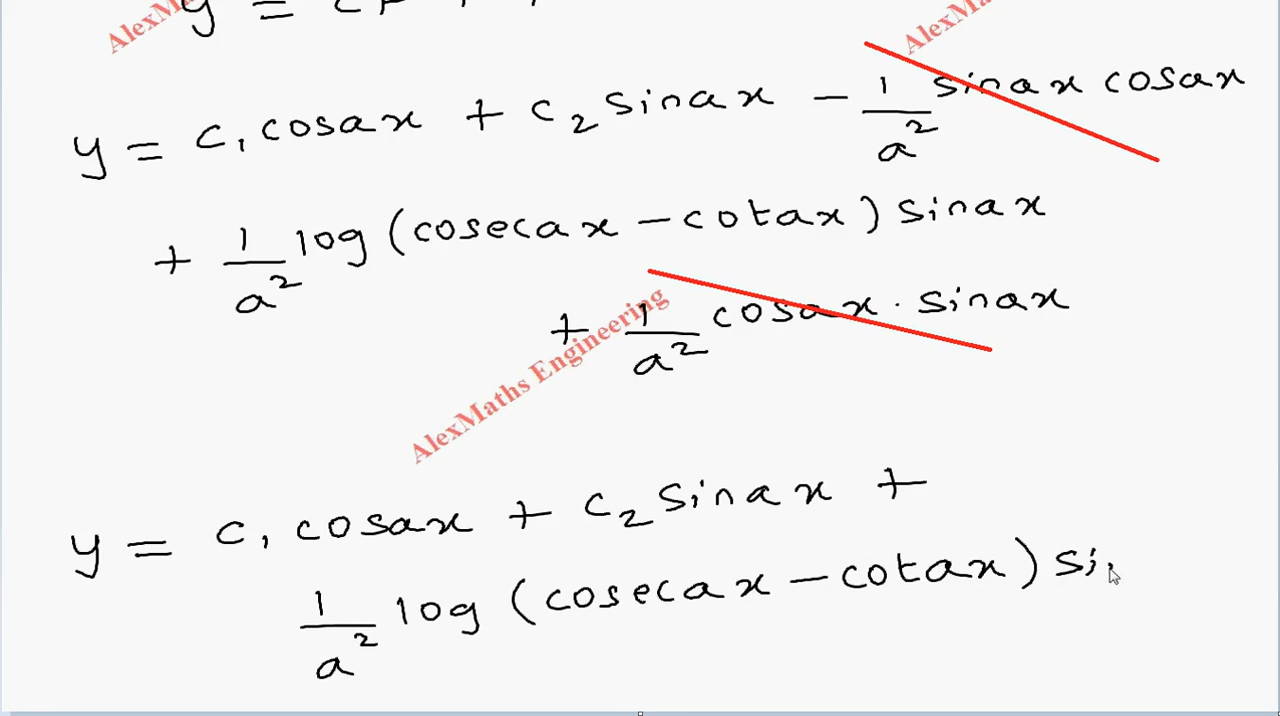 y =
y = c₁cosax + c₂sinax − 1/a² sinax cosax
+ 1/a² log(cosecax − cotax) sinax
+ 1/a² cosax . sinax
AlexMaths Engineering
y = c₁cosax + c₂sinax +
1/a² log(cosecax − cotax) si